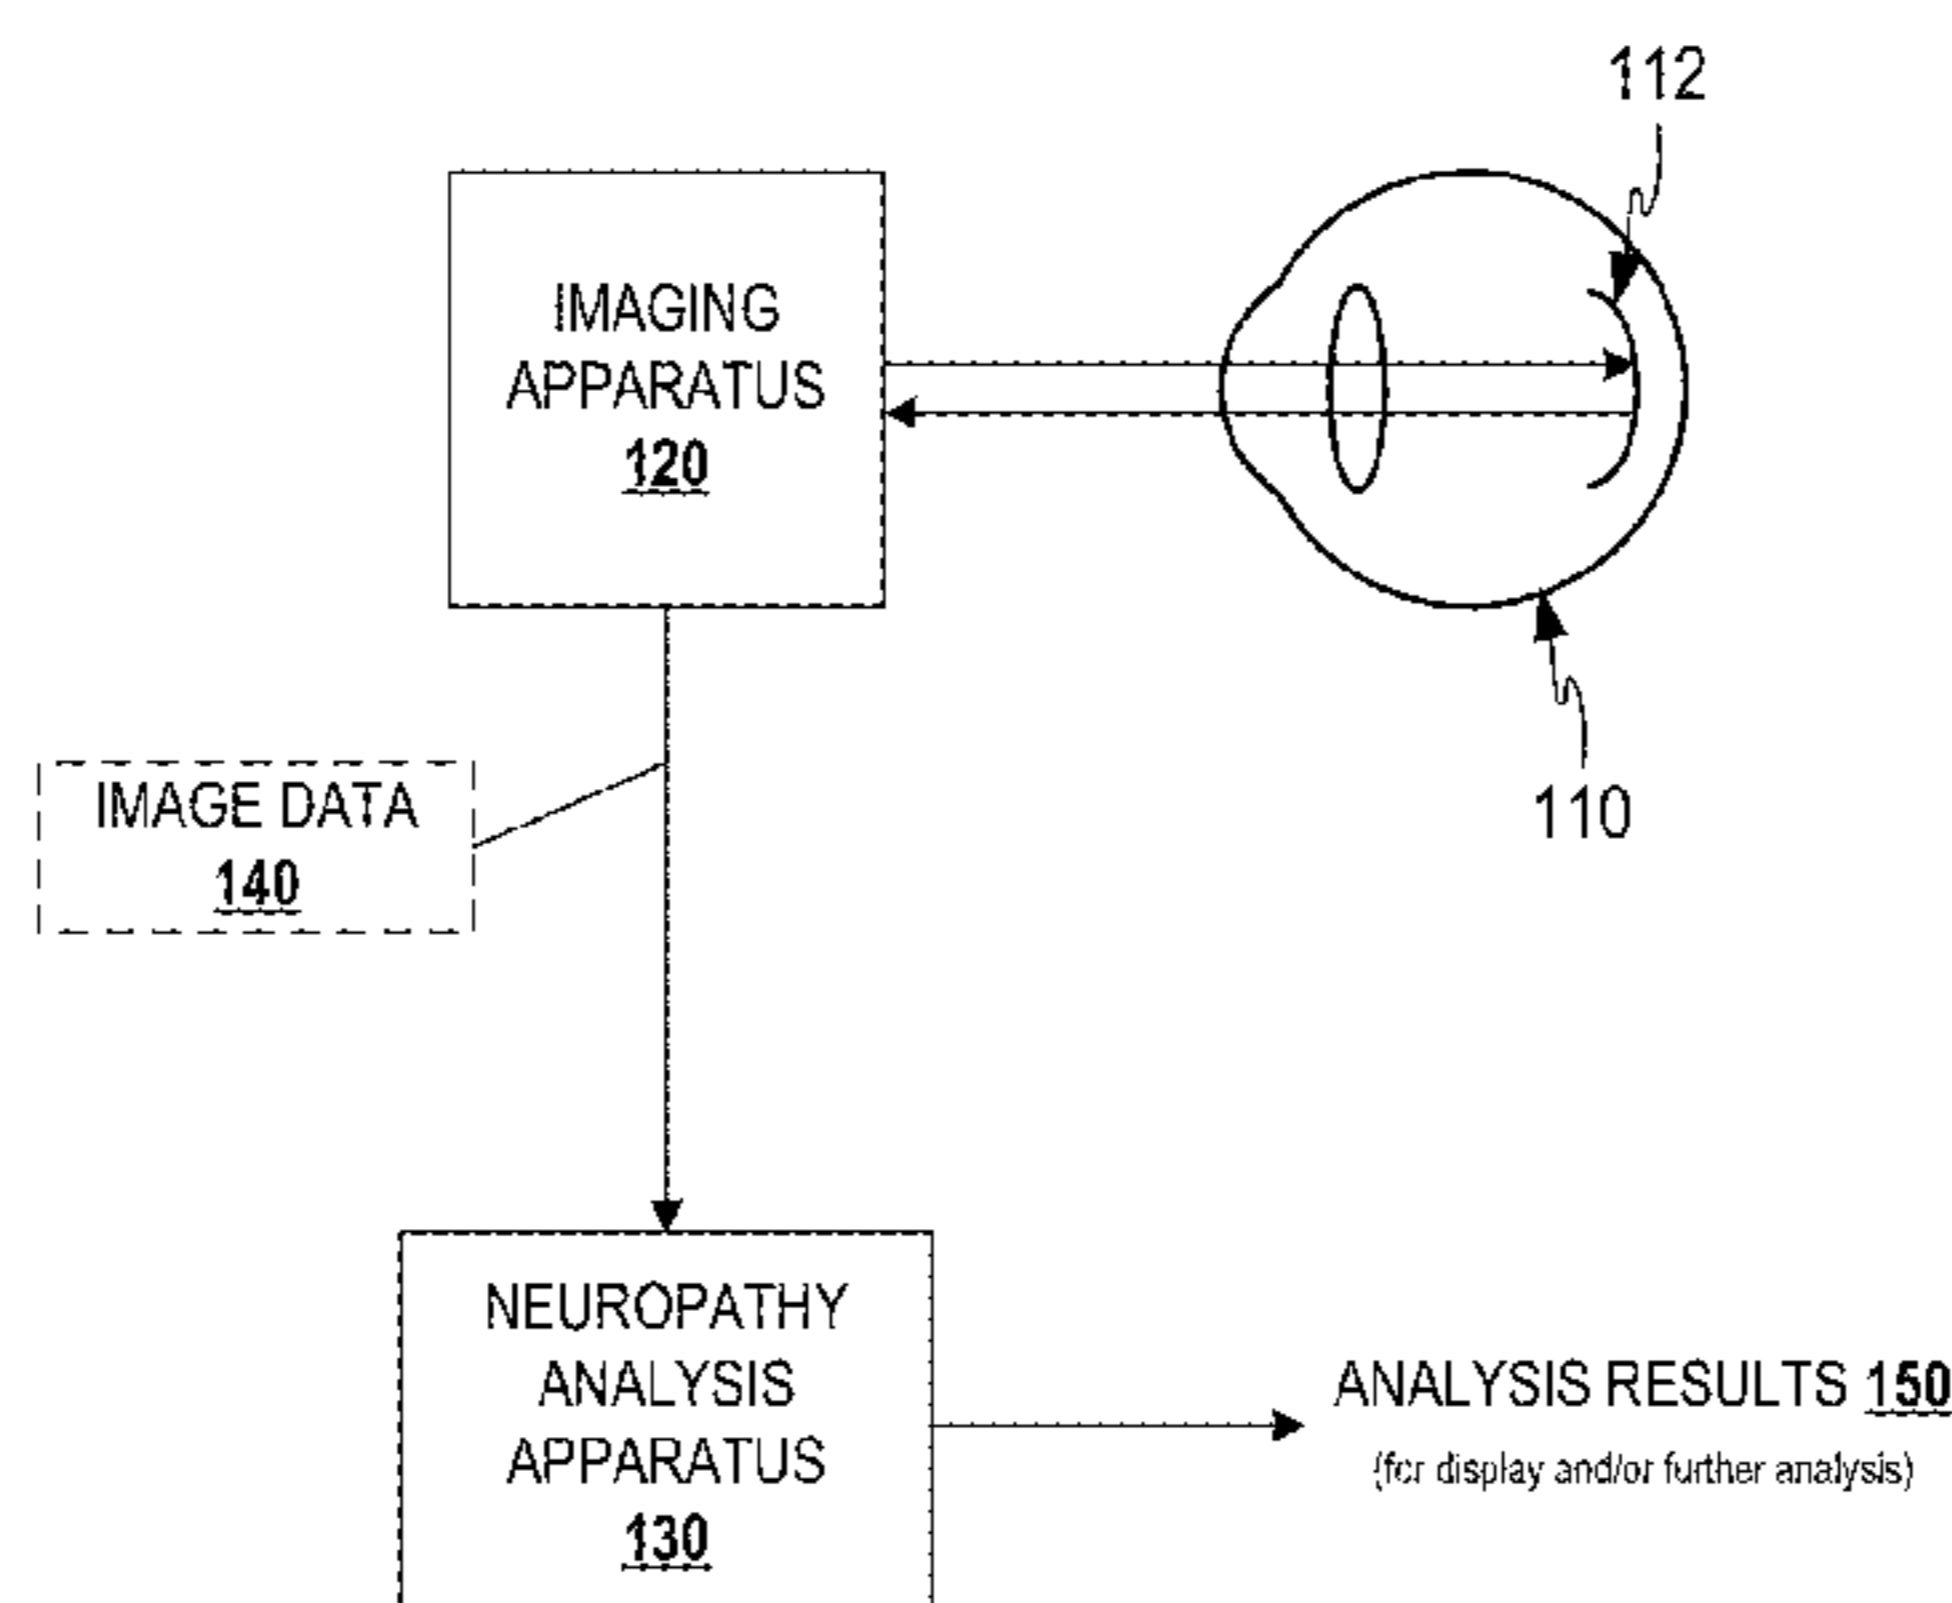 112
IMAGING
APPARATUS
120
110
IMAGE DATA
140
NEUROPATHY
ANALYSIS
APPARATUS
130
ANALYSIS RESULTS 150
(for display and/or further analysis)